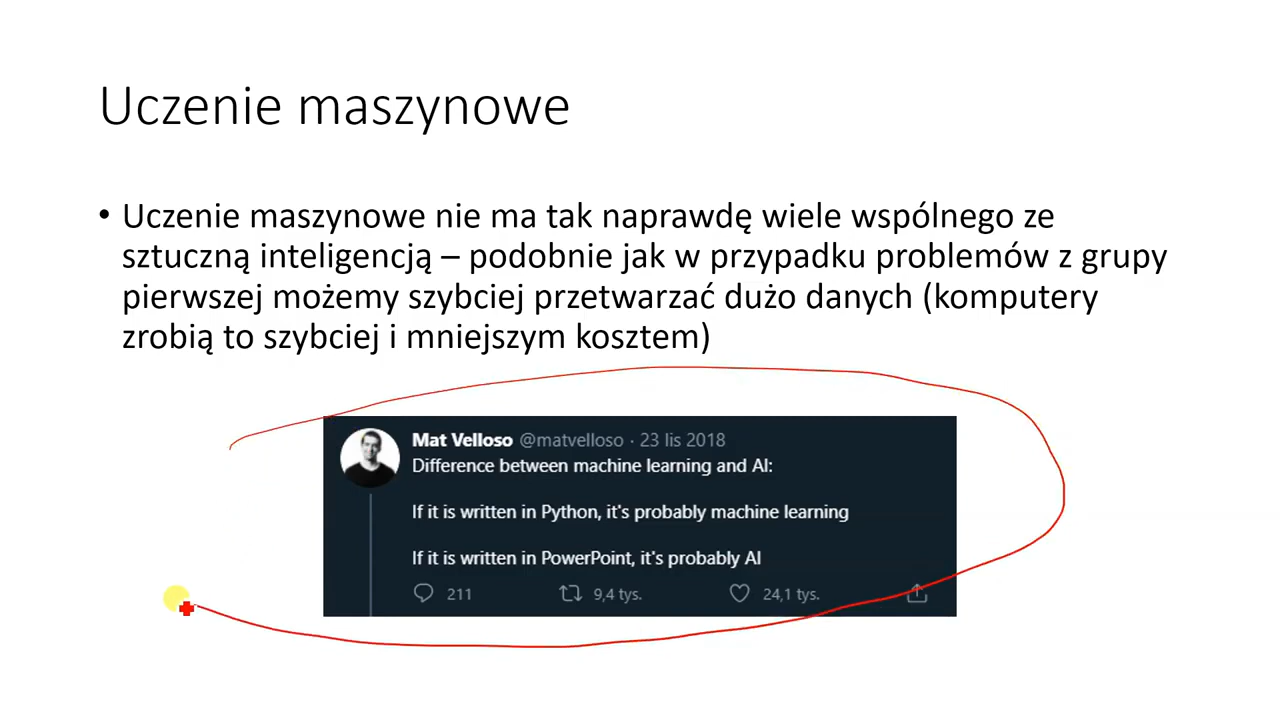 Uczenie maszynowe
• Uczenie maszynowe nie ma tak naprawdę wiele wspólnego ze
sztuczną inteligencją – podobnie jak w przypadku problemów z grupy
pierwszej możemy szybciej przetwarzać dużo danych (komputery
zrobią to szybciej i mniejszym kosztem)
Mat Velloso @matvelloso · 23 lis 2018
Difference between machine learning and AI:
If it is written in Python, it's probably machine learning
If it is written in PowerPoint, it's probably AI
211 9,4 tys. 24,1 tys.